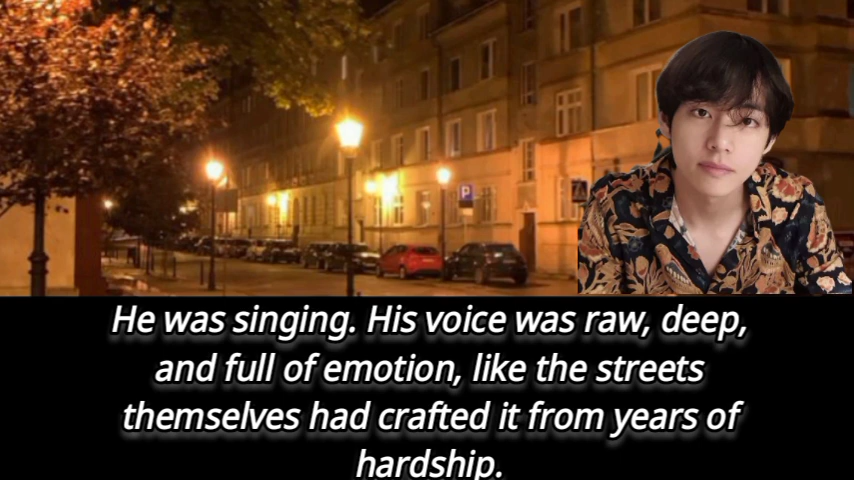 P
He was singing. His voice was raw, deep,
and full of emotion, like the streets
themselves had crafted it from years of
hardship.